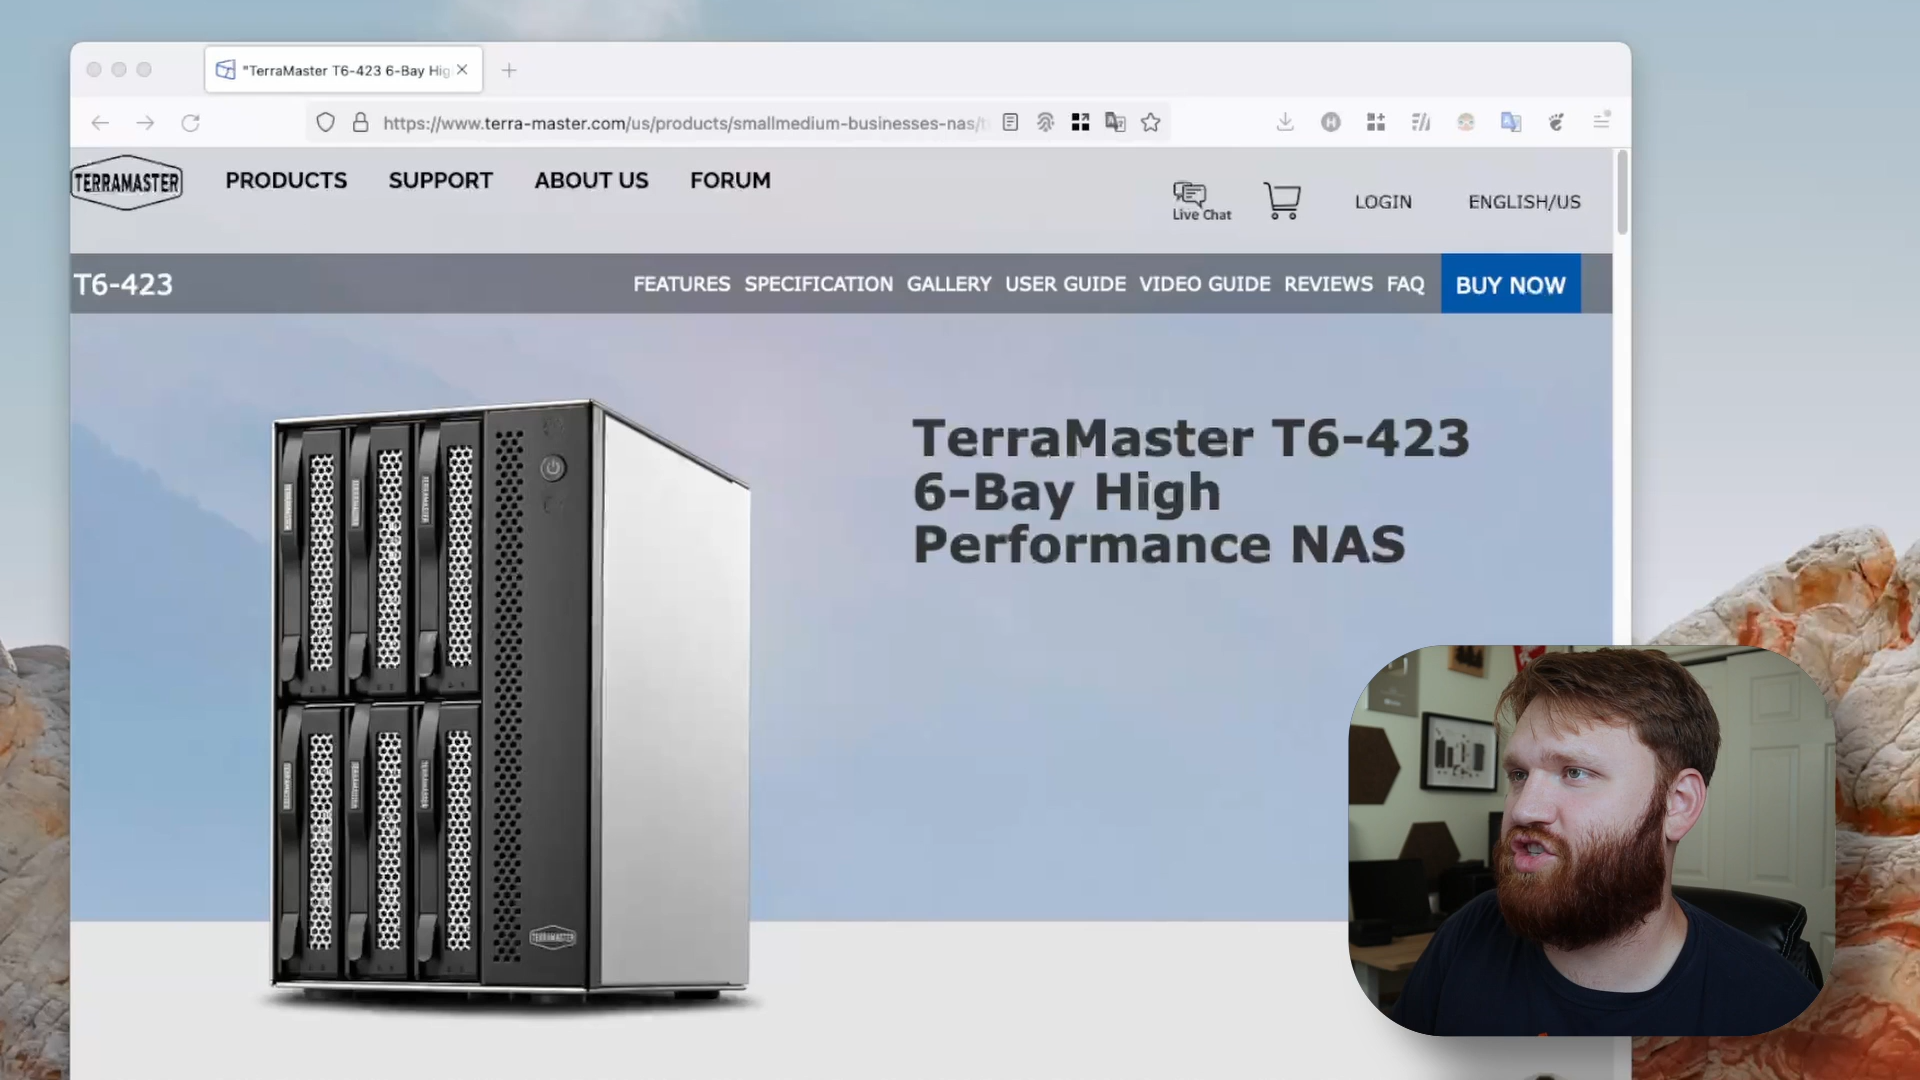 "TerraMaster T6-423 6-Bay Hig
https://www.terra-master.com/us/products/smallmedium-businesses-nas/t
TERRAMASTER
PRODUCTS SUPPORT ABOUT US FORUM
Live Chat
LOGIN ENGLISH/US
T6-423
FEATURES SPECIFICATION GALLERY USER GUIDE VIDEO GUIDE REVIEWS FAQ BUY NOW
TerraMaster T6-423
6-Bay High
Performance NAS
TERRAMASTER